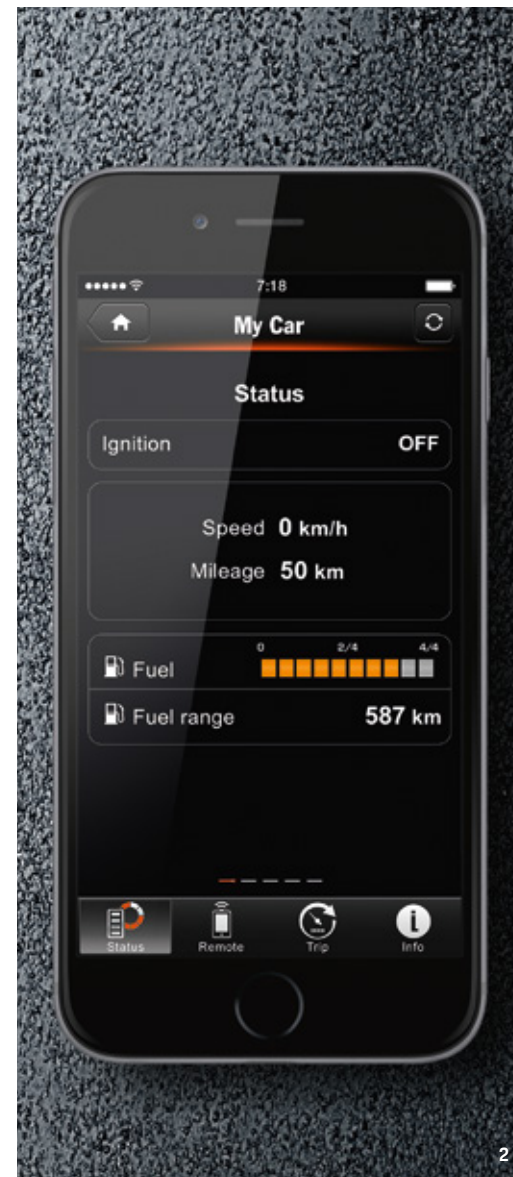 7:18
My Car
Status
Ignition OFF
Speed 0 km/h
Mileage 50 km
0 2/4 4/4
Fuel
Fuel range 587 km
Status Remote Trip Info
2